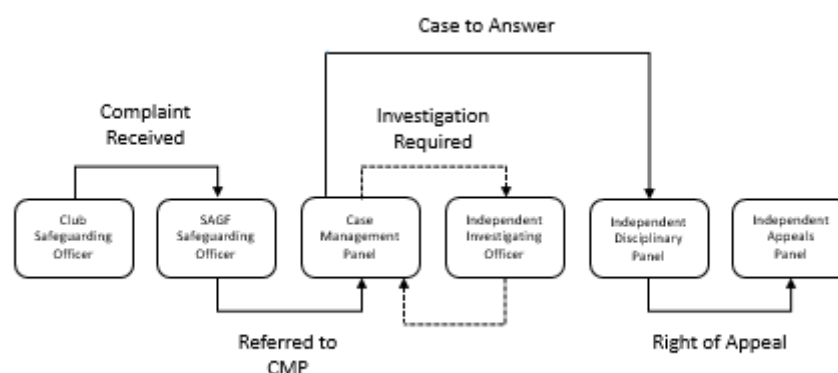 Case to Answer
Complaint
Received
Investigation
Required
Club
Safeguarding
Officer
SAGF
Safeguarding
Officer
Case
Management
Panel
Independent
Investigating
Officer
Independent
Disciplinary
Panel
Independent
Appeals
Panel
Referred to
CMP
Right of Appeal